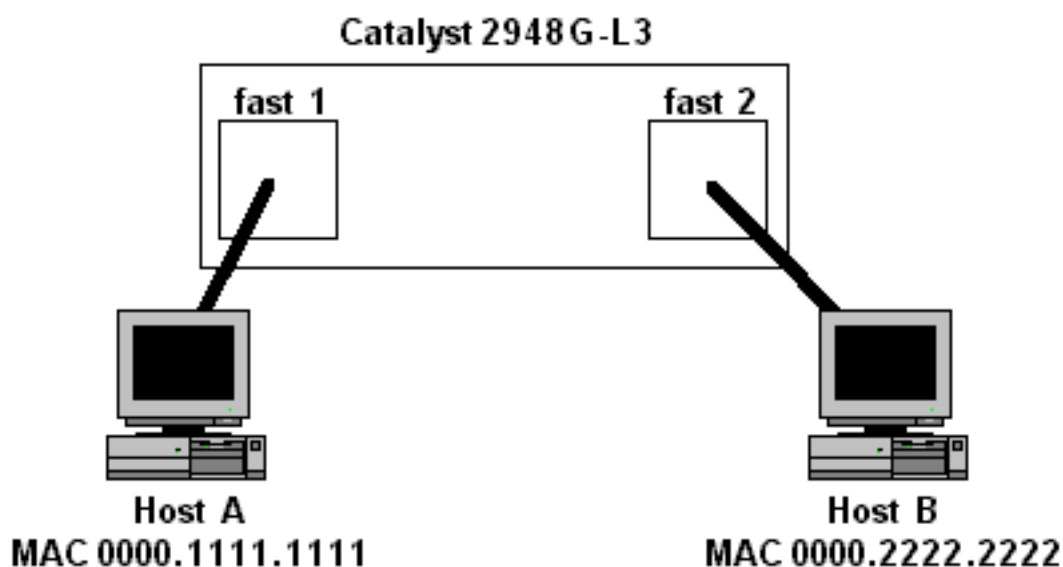 Catalyst 2948G-L3
fast 1
fast 2
Host A
MAC 0000.1111.1111
Host B
MAC 0000.2222.2222